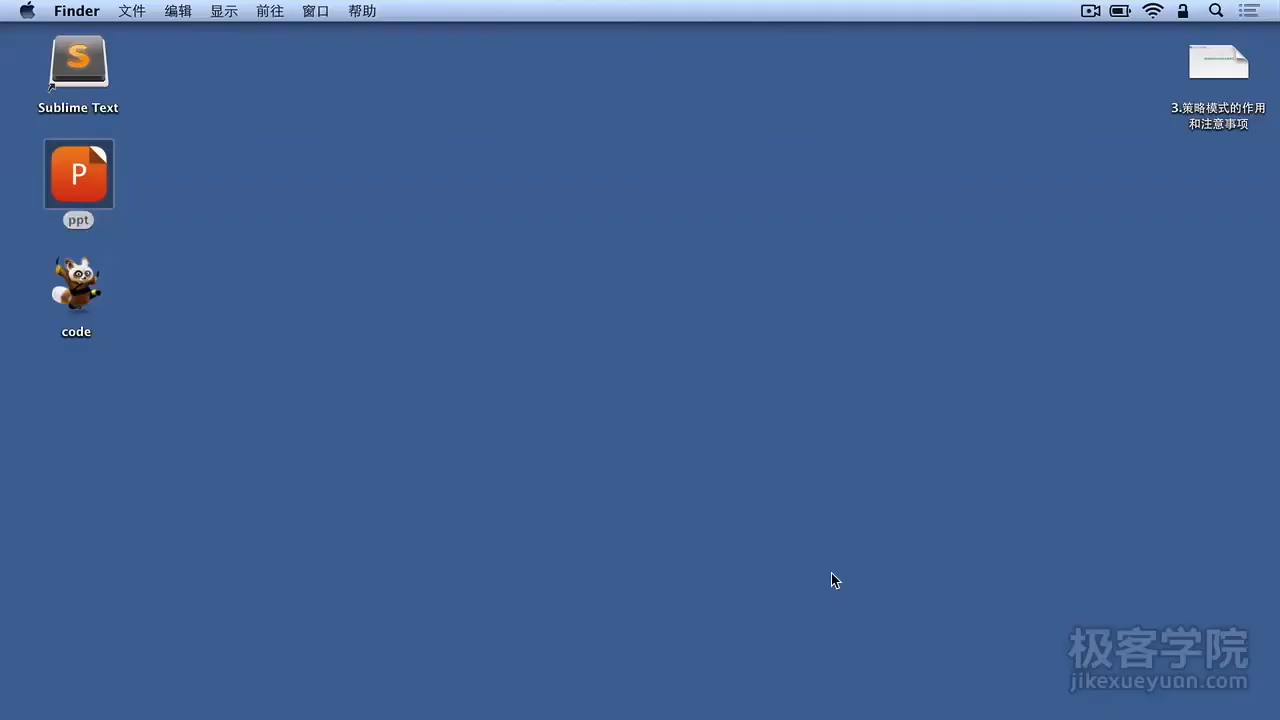 Finder 文件 编辑 显示 前往 窗口 帮助
S
Sublime Text
P
ppt
code
3.策略模式的作用
和注意事项
极客学院
jikexueyuan.com